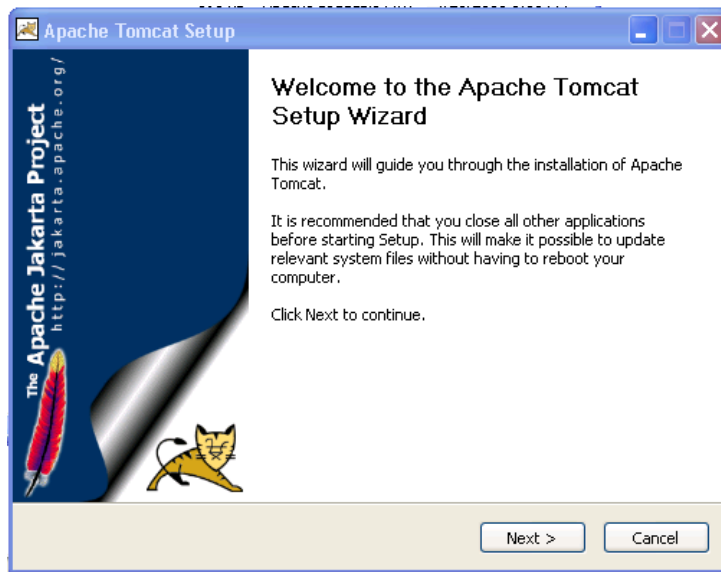 Apache Tomcat Setup
The Apache Jakarta Project
http://jakarta.apache.org/
Welcome to the Apache Tomcat
Setup Wizard
This wizard will guide you through the installation of Apache
Tomcat.
It is recommended that you close all other applications
before starting Setup. This will make it possible to update
relevant system files without having to reboot your
computer.
Click Next to continue.
Next >
Cancel